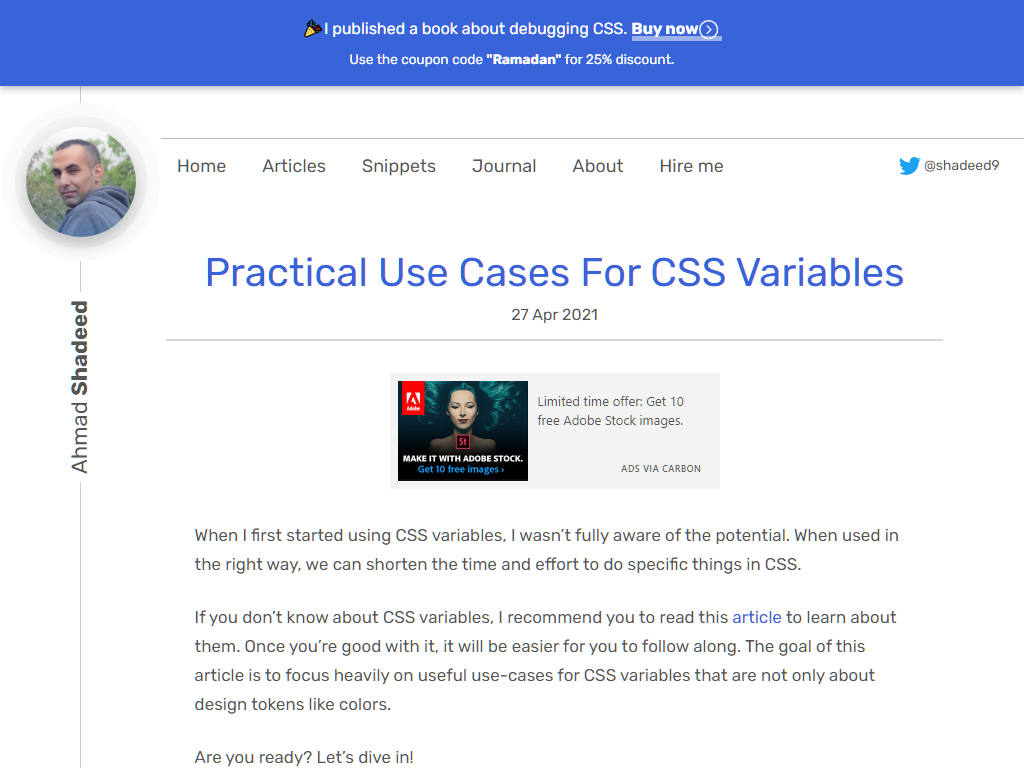 I published a book about debugging CSS. Buy now
Use the coupon code "Ramadan" for 25% discount.
Home Articles Snippets Journal About Hire me @shadeed9
Ahmad Shadeed
Practical Use Cases For CSS Variables
27 Apr 2021
Adobe
St
MAKE IT WITH ADOBE STOCK.
Get 10 free images ›
Limited time offer: Get 10
free Adobe Stock images.
ADS VIA CARBON
When I first started using CSS variables, I wasn’t fully aware of the potential. When used in
the right way, we can shorten the time and effort to do specific things in CSS.
If you don’t know about CSS variables, I recommend you to read this article to learn about
them. Once you’re good with it, it will be easier for you to follow along. The goal of this
article is to focus heavily on useful use-cases for CSS variables that are not only about
design tokens like colors.
Are you ready? Let’s dive in!